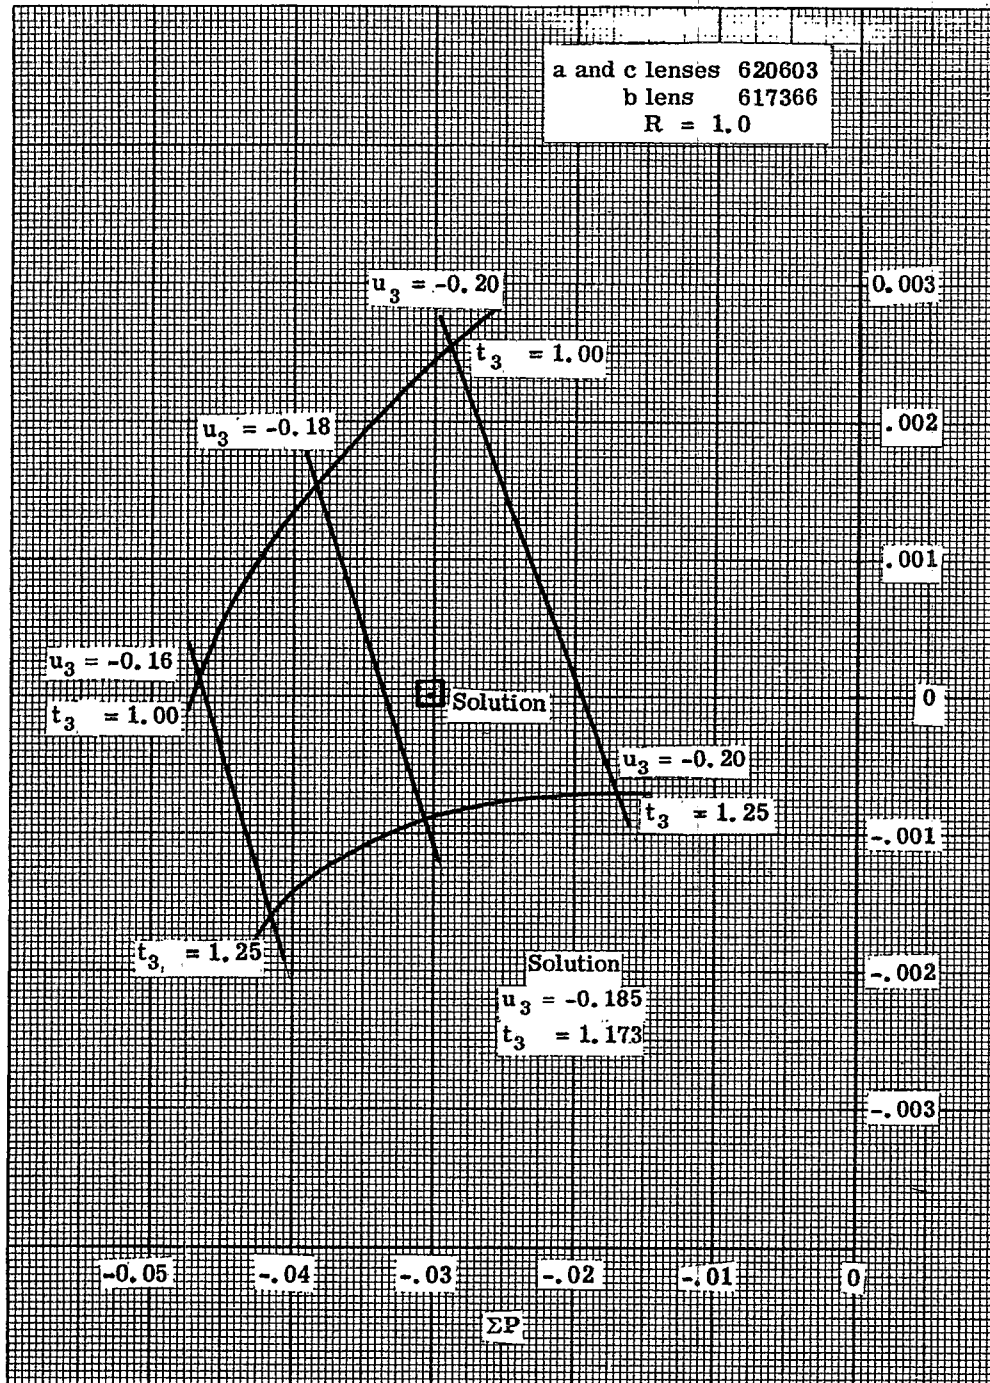 a and c lenses 620603
b lens 617366
R = 1.0
u3 = -0.20
0.003
t3 = 1.00
u3 = -0.18
.002
.001
u3 = -0.16
t3 = 1.00
Solution
0
u3 = -0.20
t3 = 1.25
-.001
t3, = 1.25
Solution
u3 = -0.185
t3 = 1.173
-.002
-.003
-0.05
-.04
-.03
-.02
-.01
0
ΣP